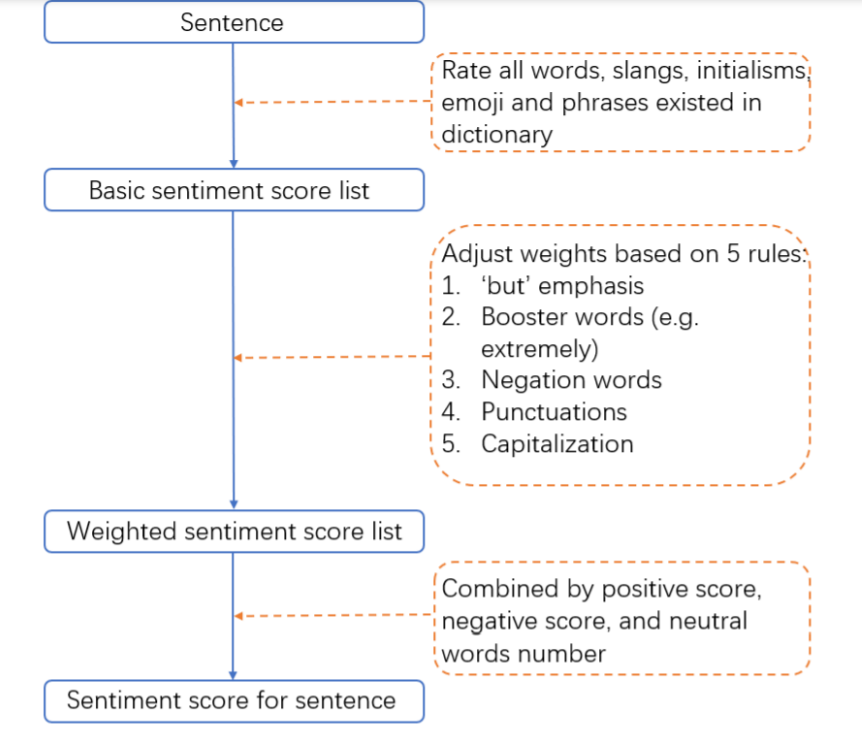 Sentence
Rate all words, slangs, initialisms,
emoji and phrases existed in
dictionary
Basic sentiment score list
Adjust weights based on 5 rules:
1. ‘but’ emphasis
2. Booster words (e.g.
extremely)
3. Negation words
4. Punctuations
5. Capitalization
Weighted sentiment score list
Combined by positive score,
negative score, and neutral
words number
Sentiment score for sentence